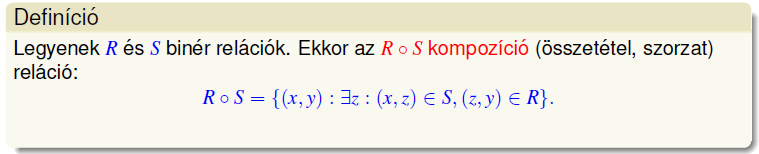 Definíció
Legyenek R és S binér relációk. Ekkor az R ∘ S kompozíció (összetétel, szorzat)
reláció:
R ∘ S = {(x, y) : ∃z : (x, z) ∈ S, (z, y) ∈ R}.